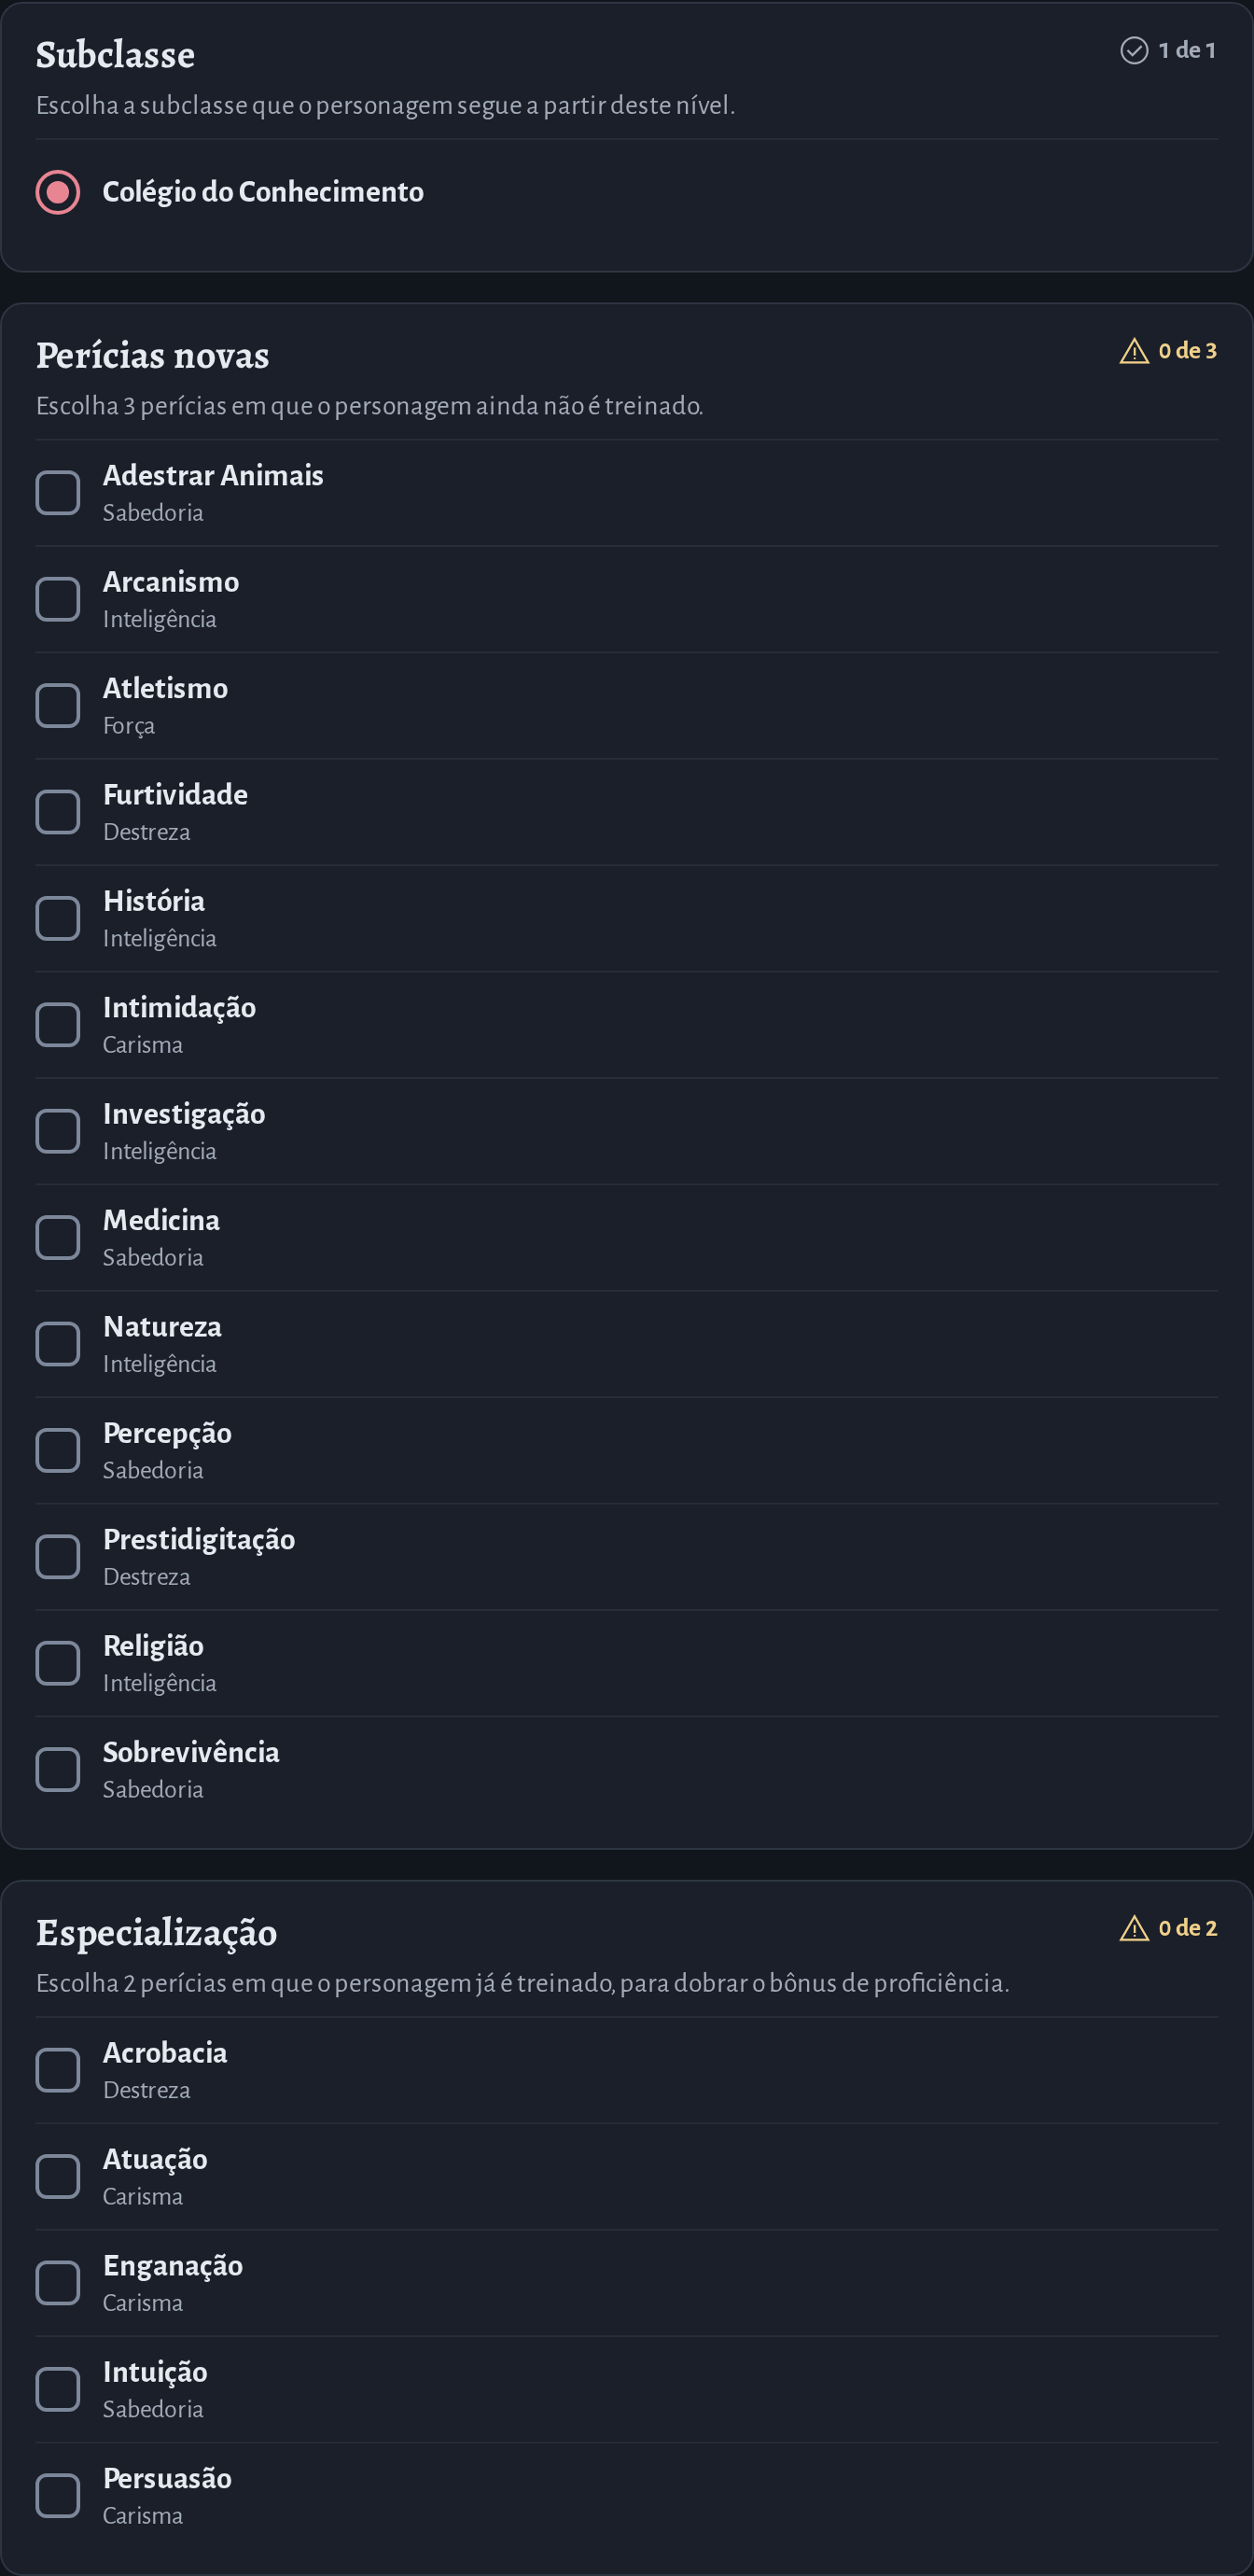 Subclasse
1 de 1
Escolha a subclasse que o personagem segue a partir deste nível.
Colégio do Conhecimento
Perícias novas
0 de 3
Escolha 3 perícias em que o personagem ainda não é treinado.
Adestrar Animais
Sabedoria
Arcanismo
Inteligência
Atletismo
Força
Furtividade
Destreza
História
Inteligência
Intimidação
Carisma
Investigação
Inteligência
Medicina
Sabedoria
Natureza
Inteligência
Percepção
Sabedoria
Prestidigitação
Destreza
Religião
Inteligência
Sobrevivência
Sabedoria
Especialização
0 de 2
Escolha 2 perícias em que o personagem já é treinado, para dobrar o bônus de proficiência.
Acrobacia
Destreza
Atuação
Carisma
Enganação
Carisma
Intuição
Sabedoria
Persuasão
Carisma